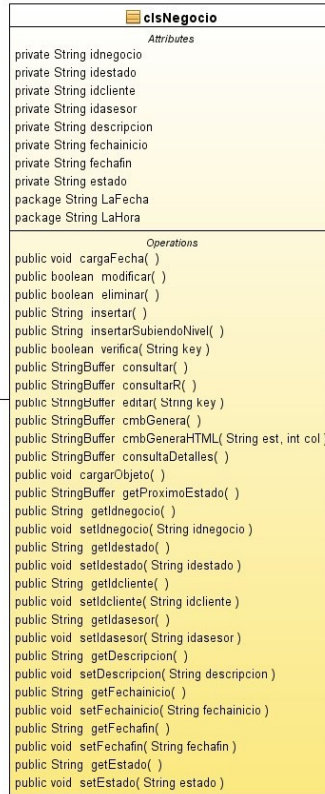 clsNegocio
Attributes
private String idnegocio
private String idestado
private String idcliente
private String idasesor
private String descripcion
private String fechainicio
private String fechafin
private String estado
package String LaFecha
package String LaHora
Operations
public void cargaFecha( )
public boolean modificar( )
public boolean eliminar( )
public String insertar( )
public String insertarSubiendoNivel( )
public boolean verifica( String key )
public StringBuffer consultar( )
public StringBuffer consultarR( )
public StringBuffer editar( String key )
public StringBuffer cmbGenera( )
public StringBuffer cmbGeneraHTML( String est, int col )
public StringBuffer consultaDetalles( )
public void cargarObjeto( )
public StringBuffer getProximoEstado( )
public String getIdnegocio( )
public void setIdnegocio( String idnegocio )
public String getIdestado( )
public void setIdestado( String idestado )
public String getIdcliente( )
public void setIdcliente( String idcliente )
public String getIdasesor( )
public void setIdasesor( String idasesor )
public String getDescripcion( )
public void setDescripcion( String descripcion )
public String getFechainicio( )
public void setFechainicio( String fechainicio )
public String getFechafin( )
public void setFechafin( String fechafin )
public String getEstado( )
public void setEstado( String estado )